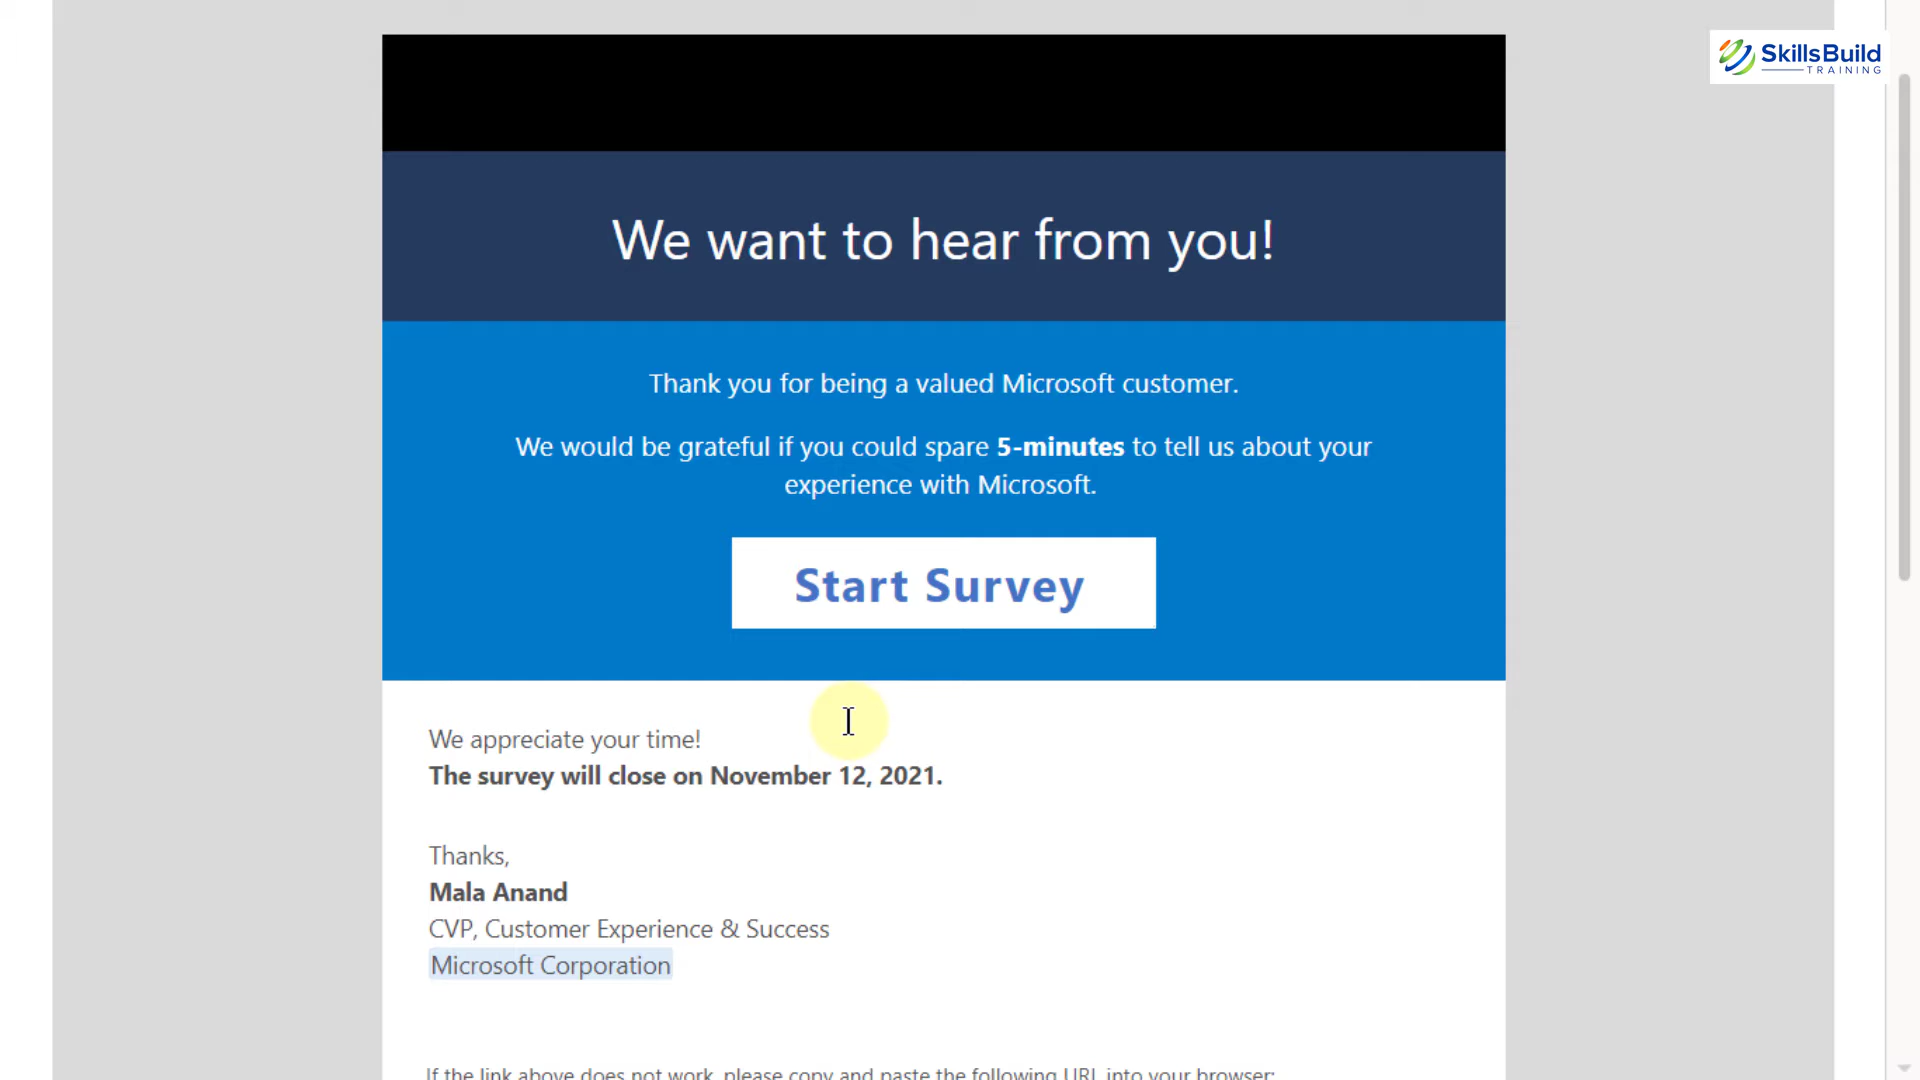 SkillsBuild
TRAINING
We want to hear from you!
Thank you for being a valued Microsoft customer.
We would be grateful if you could spare 5-minutes to tell us about your
experience with Microsoft.
Start Survey
We appreciate your time!
The survey will close on November 12, 2021.
Thanks,
Mala Anand
CVP, Customer Experience & Success
Microsoft Corporation
If the link above does not work, please copy and paste the following URL into your browser: